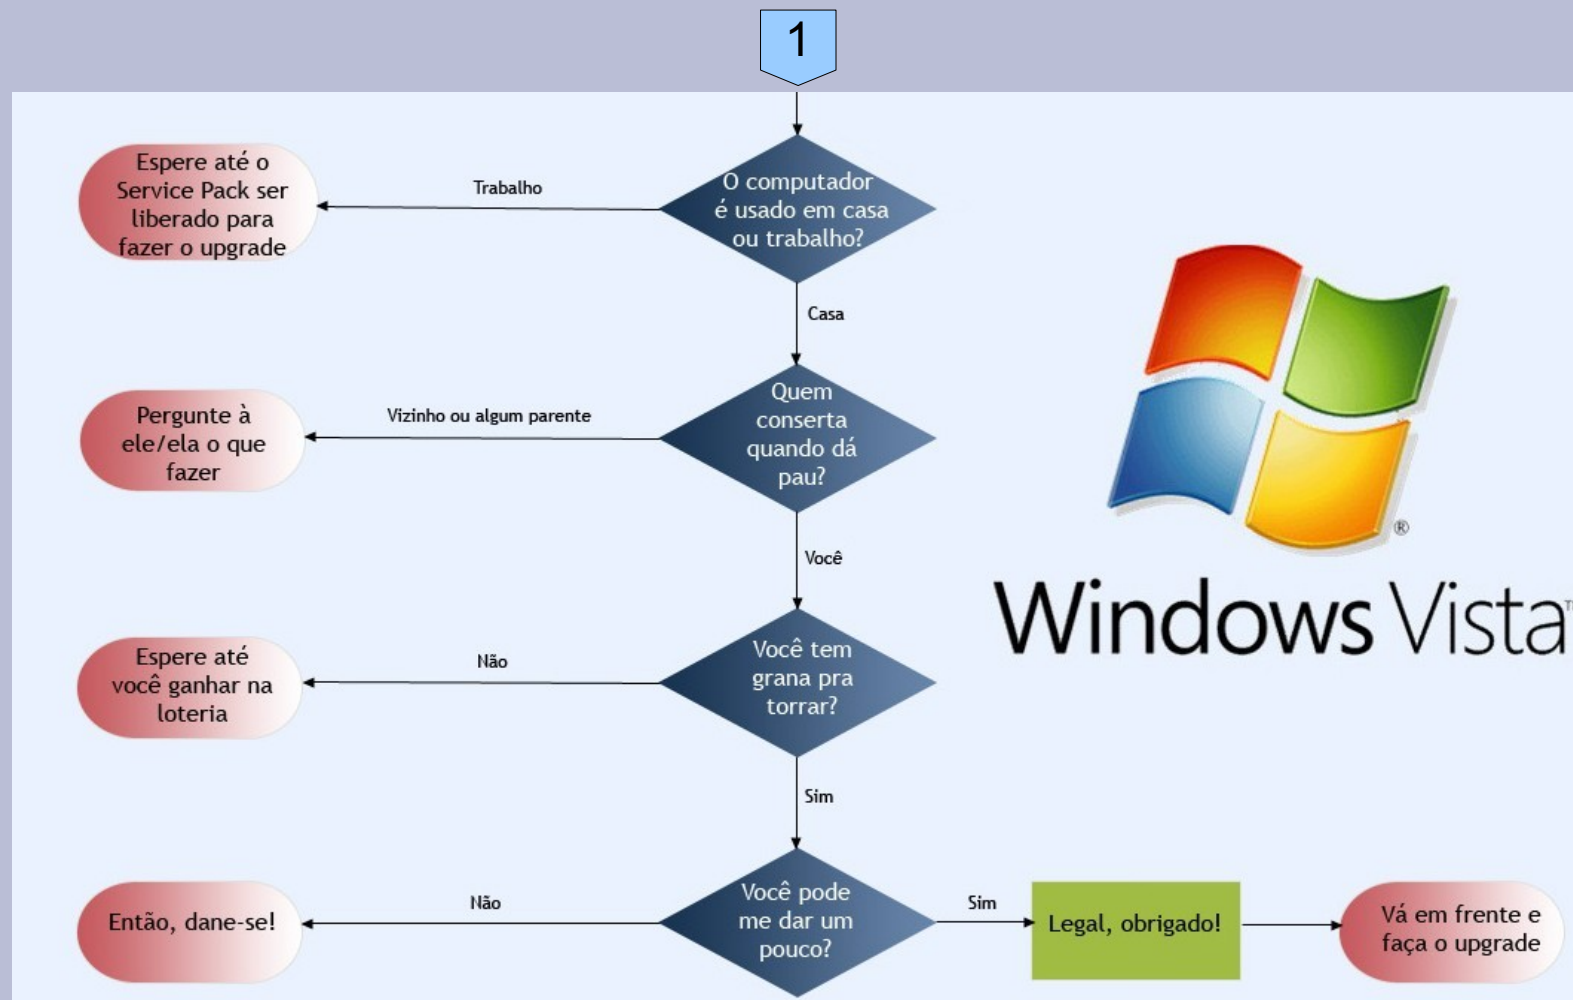 1
O computador
é usado em casa
ou trabalho?
Trabalho
Espere até o
Service Pack ser
liberado para
fazer o upgrade
Casa
Quem
conserta
quando dá
pau?
Vizinho ou algum parente
Pergunte à
ele/ela o que
fazer
Você
Você tem
grana pra
torrar?
Não
Espere até
você ganhar na
loteria
Sim
Você pode
me dar um
pouco?
Não
Então, dane-se!
Sim
Legal, obrigado!
Vá em frente e
faça o upgrade
®
Windows Vista™